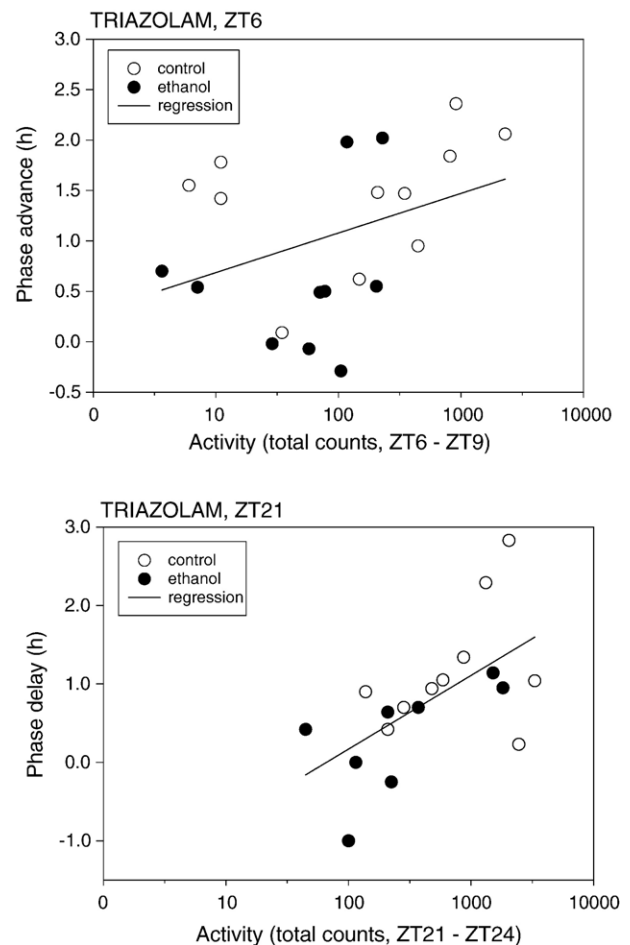 TRIAZOLAM, ZT6
3.0
control
ethanol
regression
2.5
2.0
1.5
1.0
0.5
0.0
-0.5
Phase advance (h)
0 10 100 1000 10000
Activity (total counts, ZT6 - ZT9)
TRIAZOLAM, ZT21
3.0
control
ethanol
regression
2.0
1.0
0.0
-1.0
Phase delay (h)
0 10 100 1000 10000
Activity (total counts, ZT21 - ZT24)